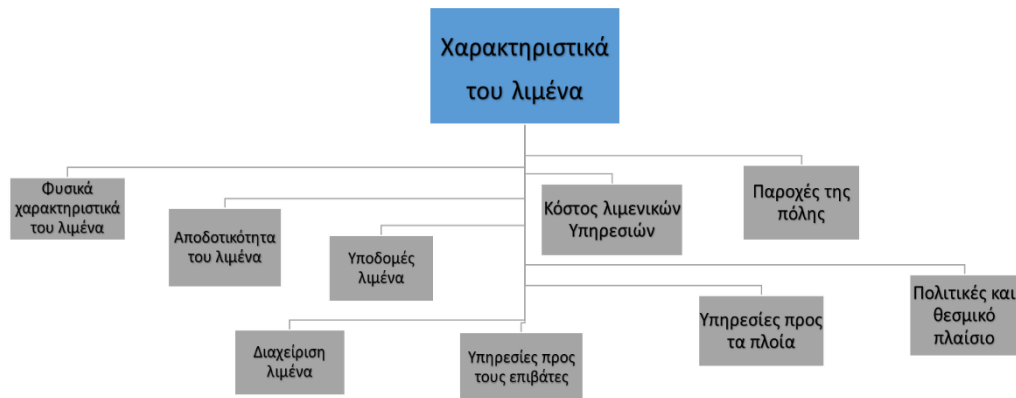 Χαρακτηριστικά
του λιμένα
Φυσικά
χαρακτηριστικά
του λιμένα
Αποδοτικότητα
του λιμένα
Υποδομές
λιμένα
Κόστος λιμενικών
Υπηρεσιών
Παροχές της
πόλης
Διαχείριση
λιμένα
Υπηρεσίες προς
τους επιβάτες
Υπηρεσίες προς
τα πλοία
Πολιτικές και
θεσμικό
πλαίσιο